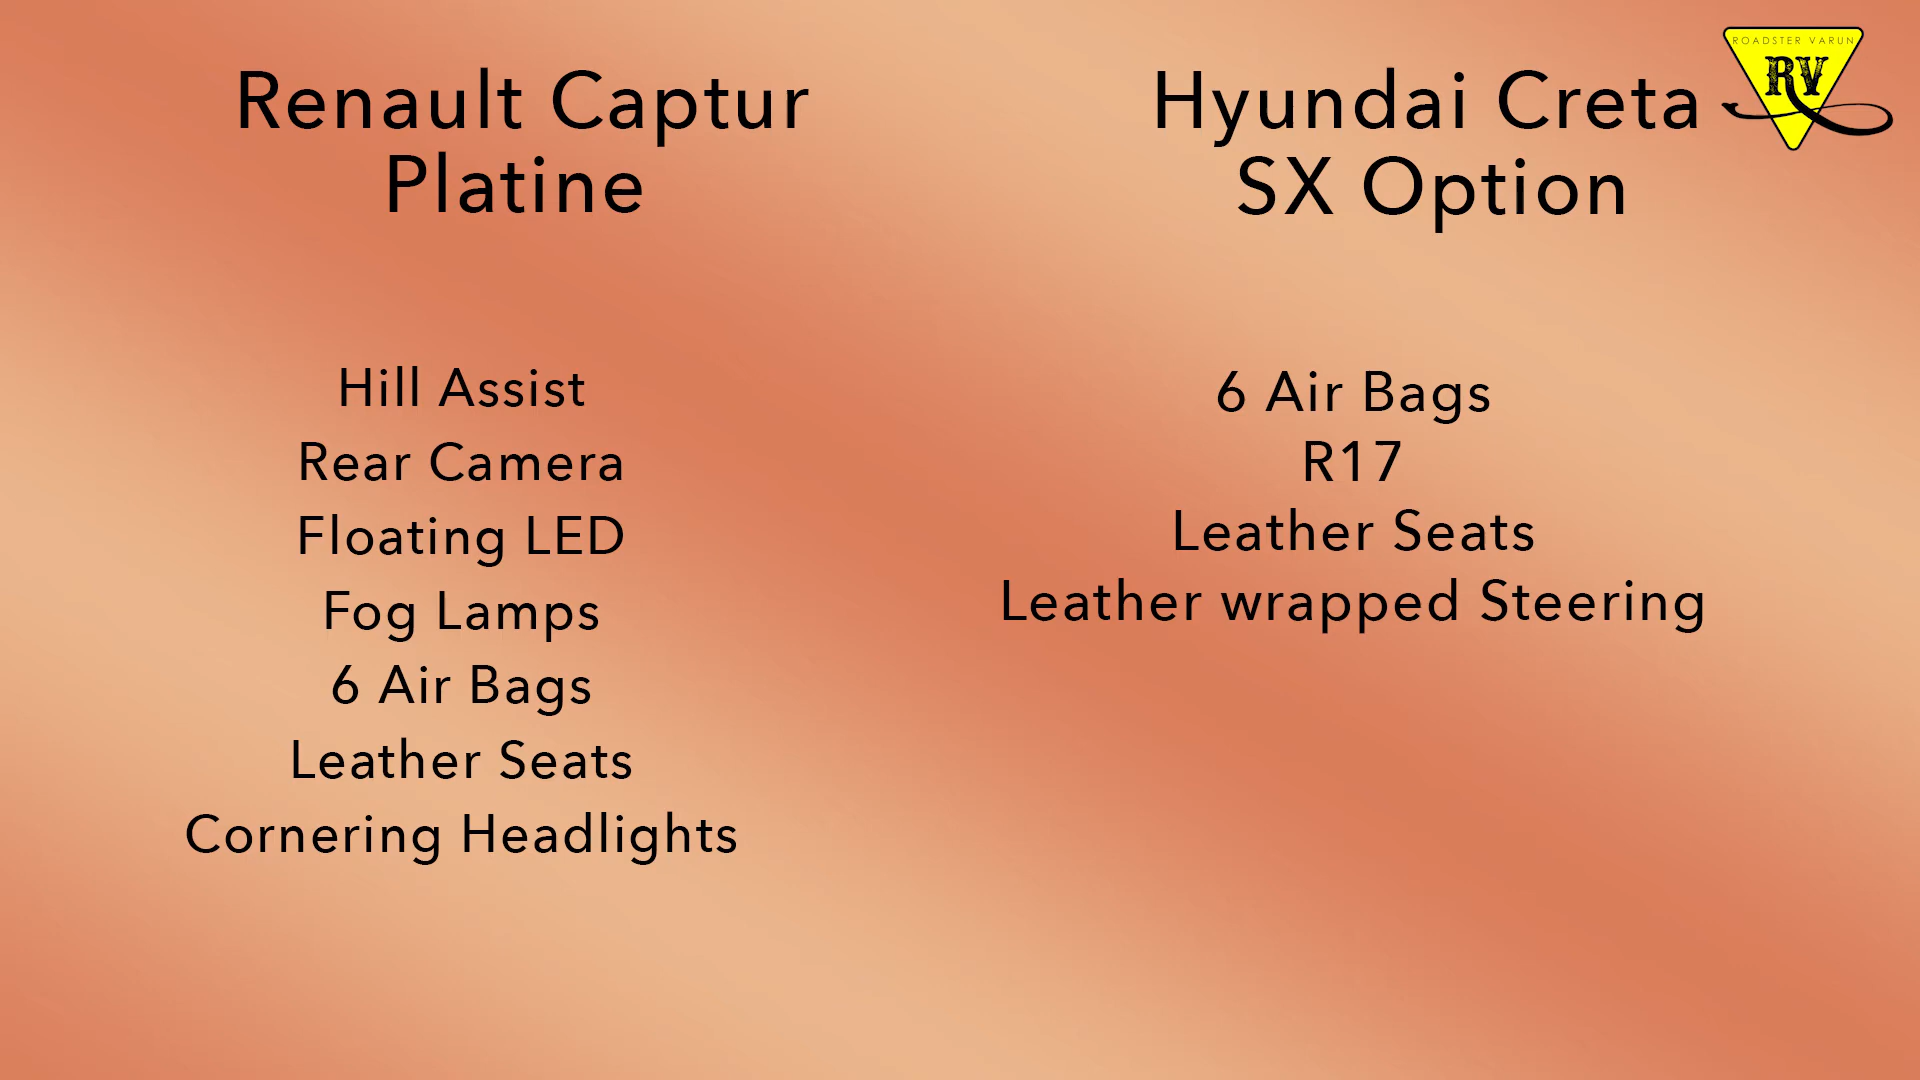 Renault Captur
Platine
Hill Assist
Rear Camera
Floating LED
Fog Lamps
6 Air Bags
Leather Seats
Cornering Headlights
Hyundai Creta
SX Option
6 Air Bags
R17
Leather Seats
Leather wrapped Steering
ROADSTER VARUN
RV